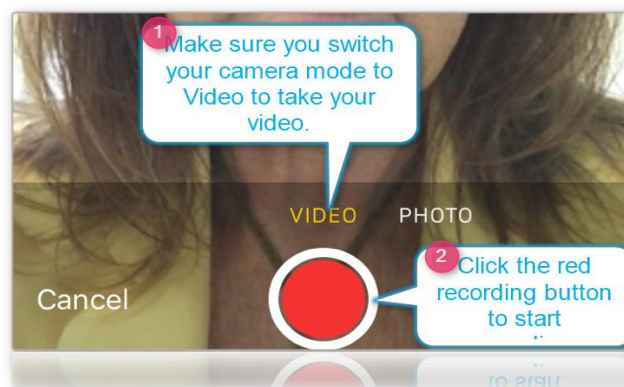 1
Make sure you switch
your camera mode to
Video to take your
video.
VIDEO PHOTO
2
Click the red
recording button
to start
Cancel